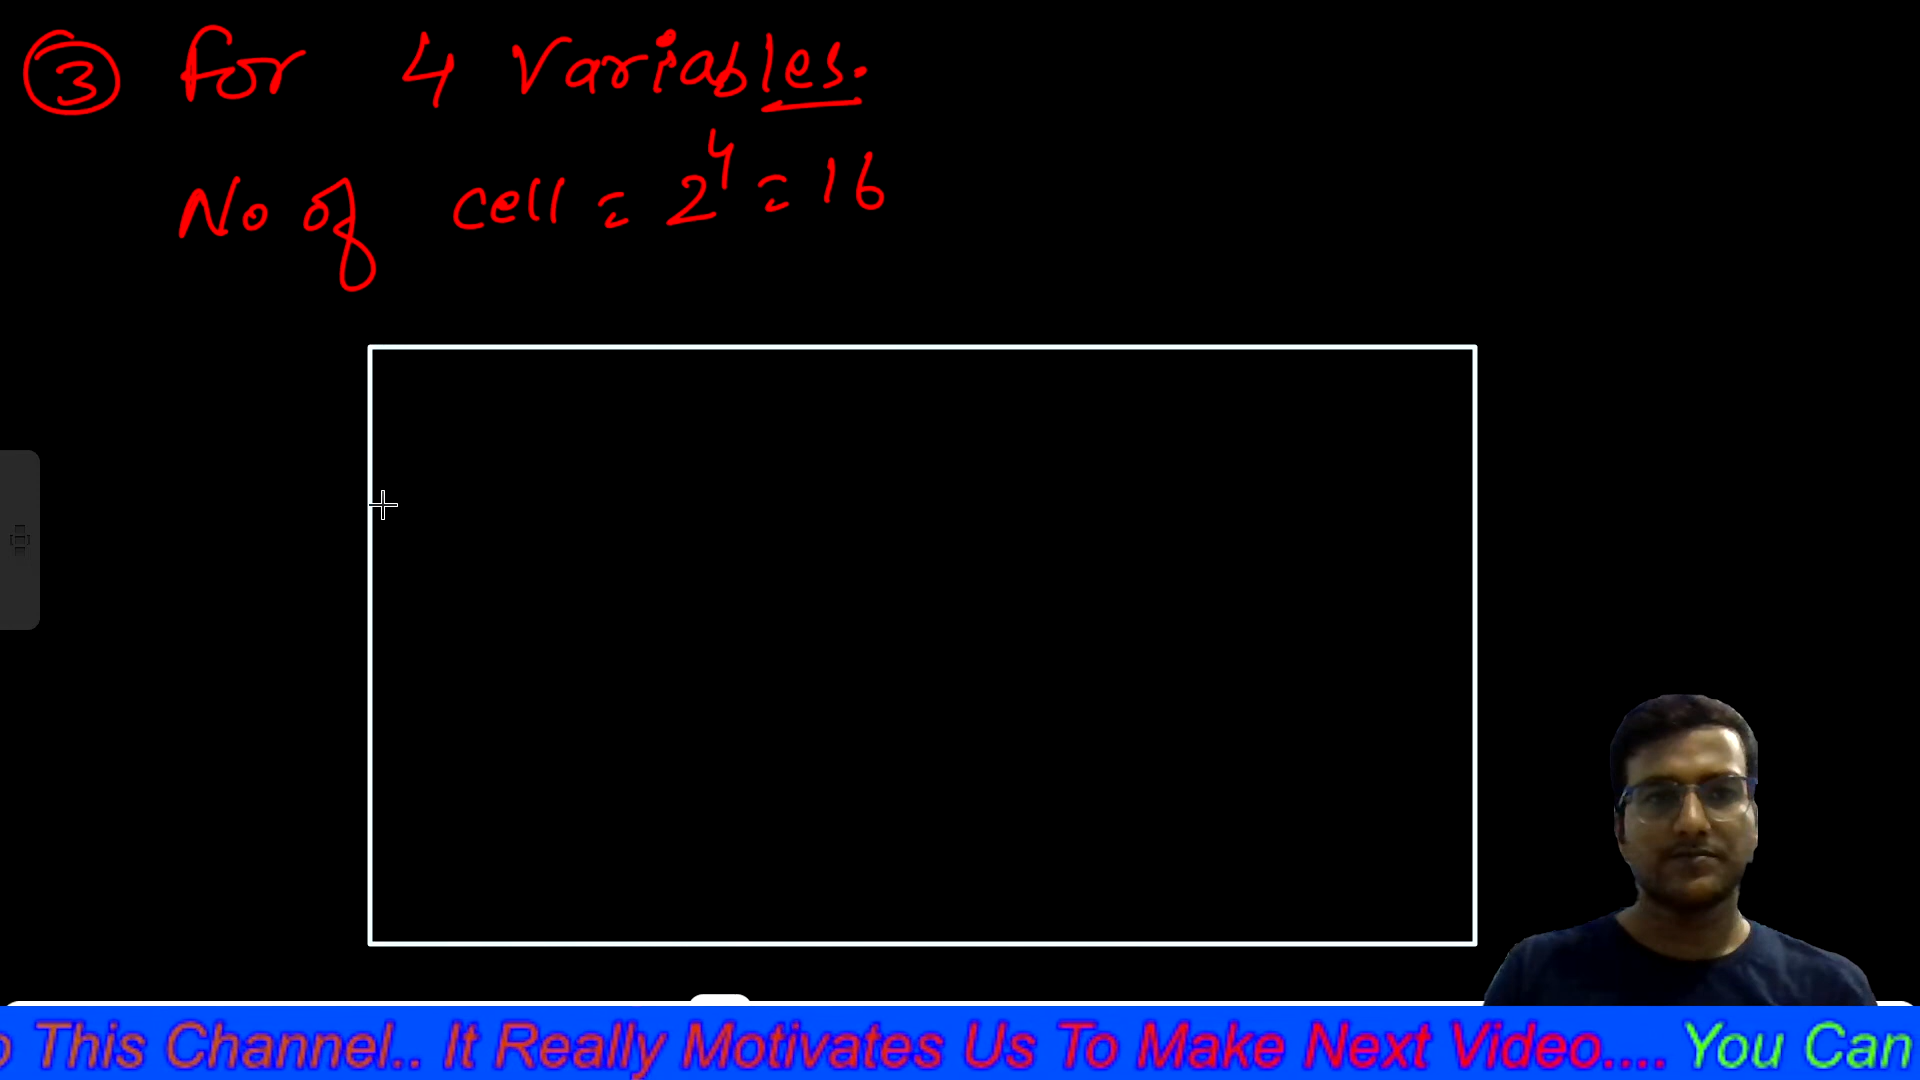 3 For 4 Variables.
No of cell = 2⁴ = 16
This Channel.. It Really Motivates Us To Make Next Video.... You Can